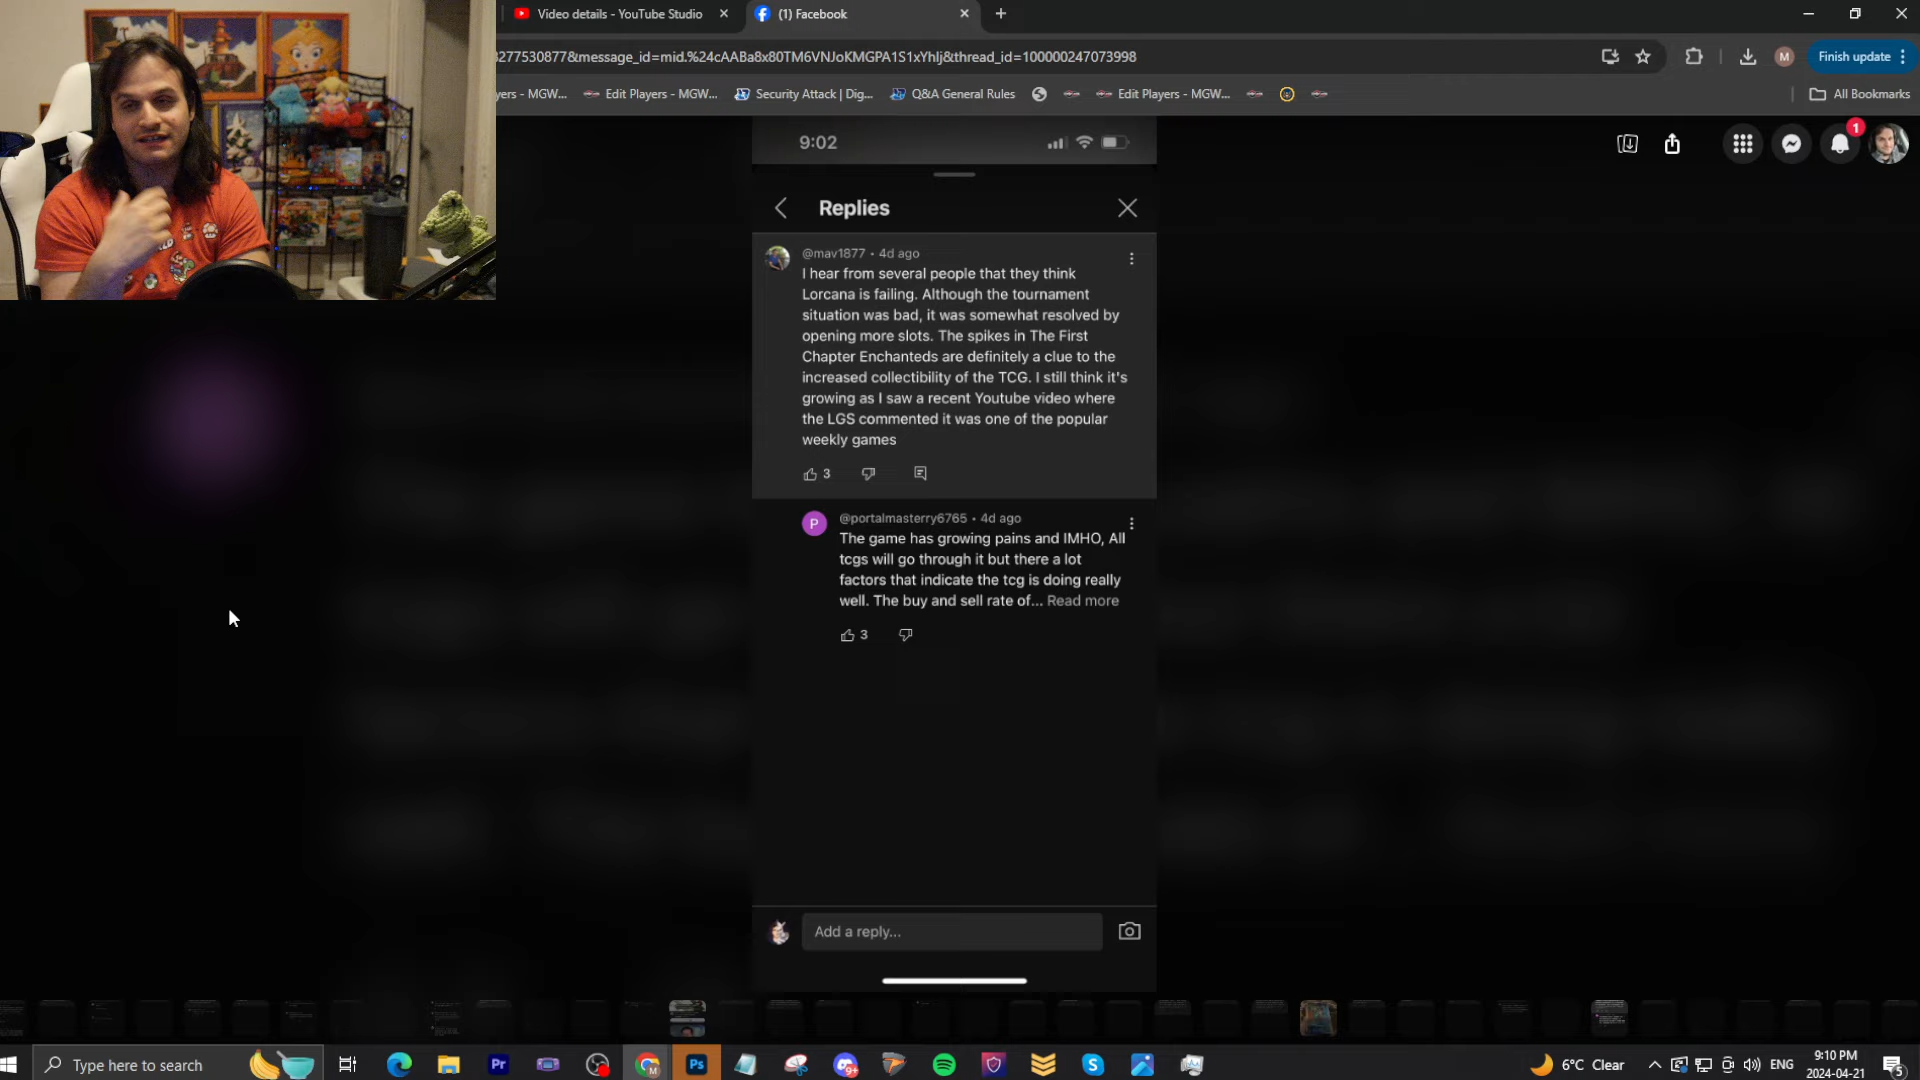 Video details - YouTube Studio
(1) Facebook
3277530877&message_id=mid.%24cAABa8x80TM6VNJoKMGPA1S1xYhIj&thread_id=100000247073998
M
Finish update
yers - MGW...
Edit Players - MGW...
Security Attack | Dig...
Q&A General Rules
Edit Players - MGW...
All Bookmarks
9:02
1
Replies
@mav1877 • 4d ago
I hear from several people that they think
Lorcana is failing. Although the tournament
situation was bad, it was somewhat resolved by
opening more slots. The spikes in The First
Chapter Enchanteds are definitely a clue to the
increased collectibility of the TCG. I still think it's
growing as I saw a recent Youtube video where
the LGS commented it was one of the popular
weekly games
3
P
@portalmasterry6765 • 4d ago
The game has growing pains and IMHO, All
tcgs will go through it but there a lot
factors that indicate the tcg is doing really
well. The buy and sell rate of... Read more
3
Add a reply...
Type here to search
Pr
M
Ps
9+
S
6°C Clear
ENG
9:10 PM
2024-04-21
5